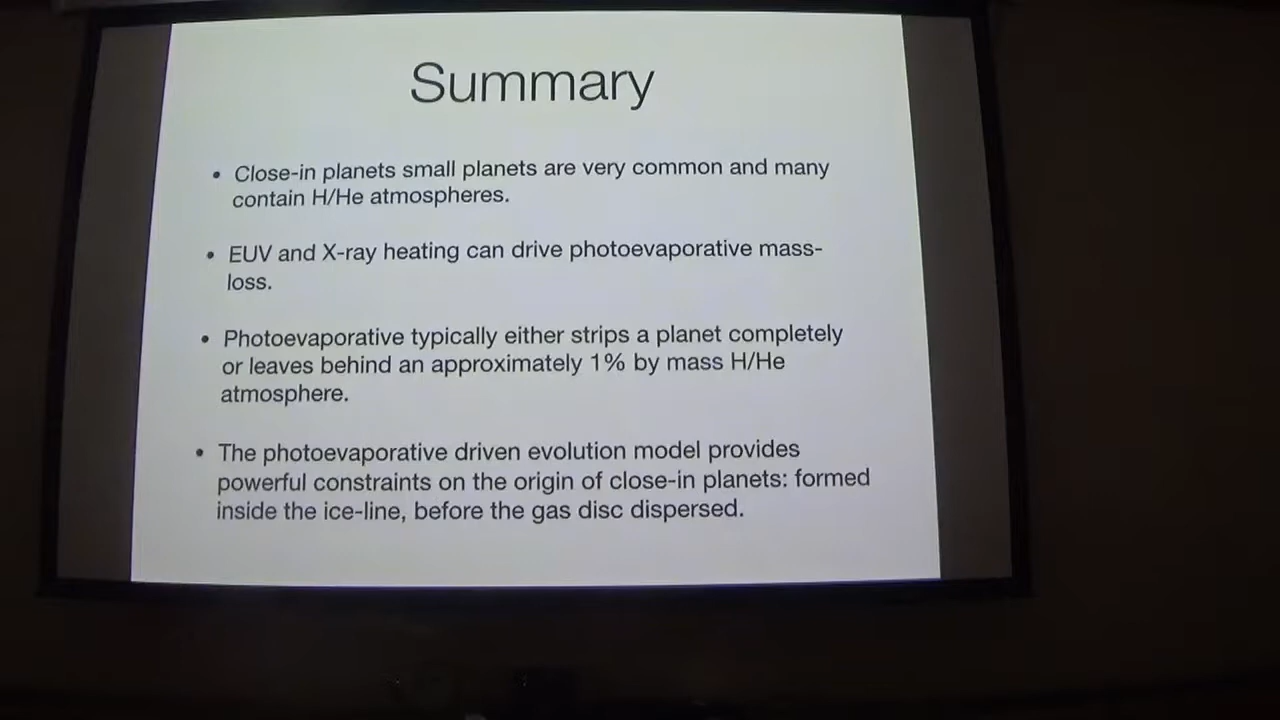 Summary
• Close-in planets small planets are very common and many
contain H/He atmospheres.
• EUV and X-ray heating can drive photoevaporative mass-
loss.
• Photoevaporative typically either strips a planet completely
or leaves behind an approximately 1% by mass H/He
atmosphere.
• The photoevaporative driven evolution model provides
powerful constraints on the origin of close-in planets: formed
inside the ice-line, before the gas disc dispersed.